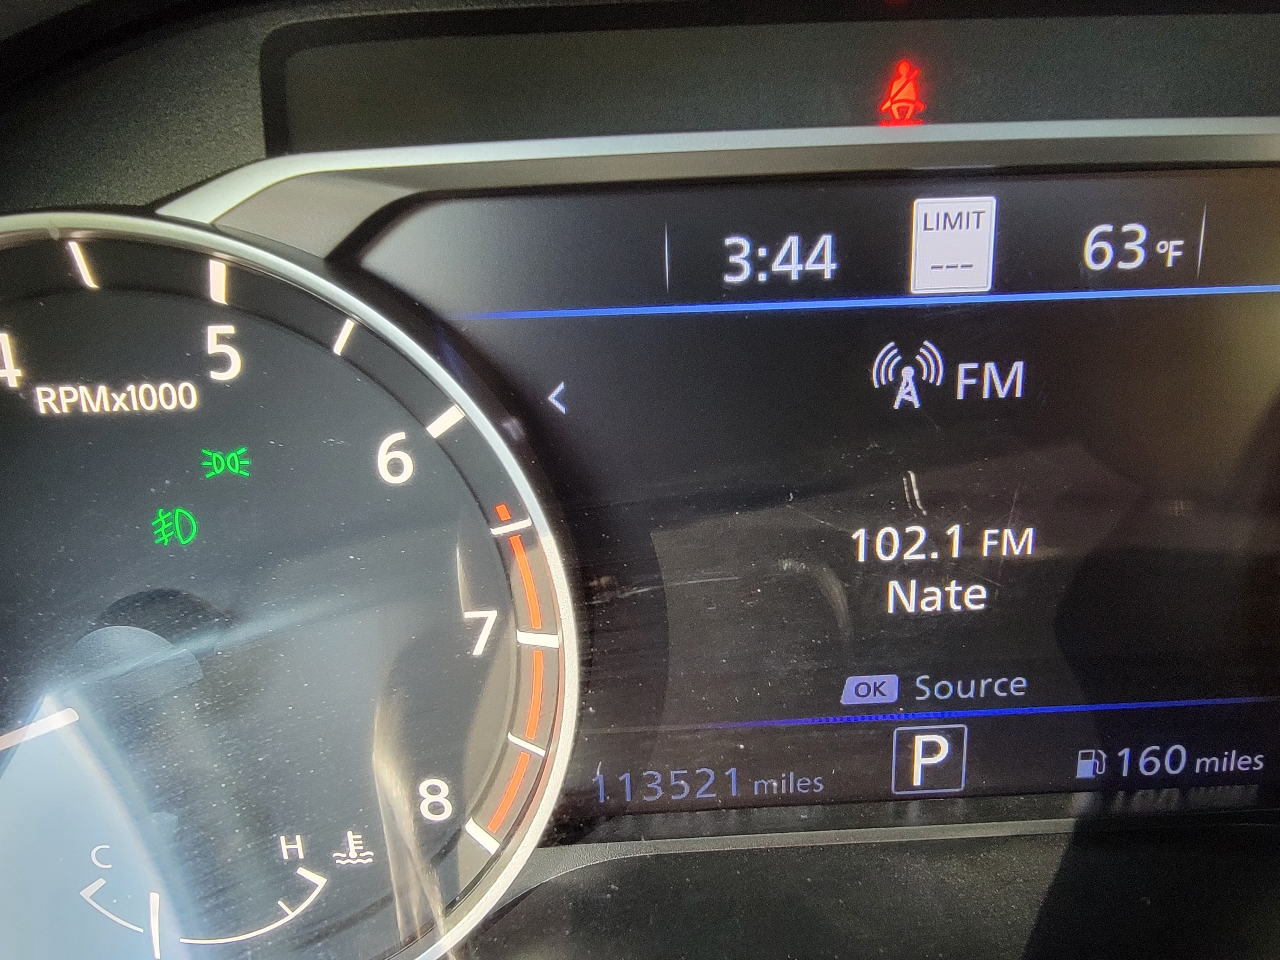 3:44
LIMIT
---
63 °F
4
5
RPMx1000
FM
6
102.1 FM
Nate
7
OK Source
P
113521 miles
160 miles
8
C
H